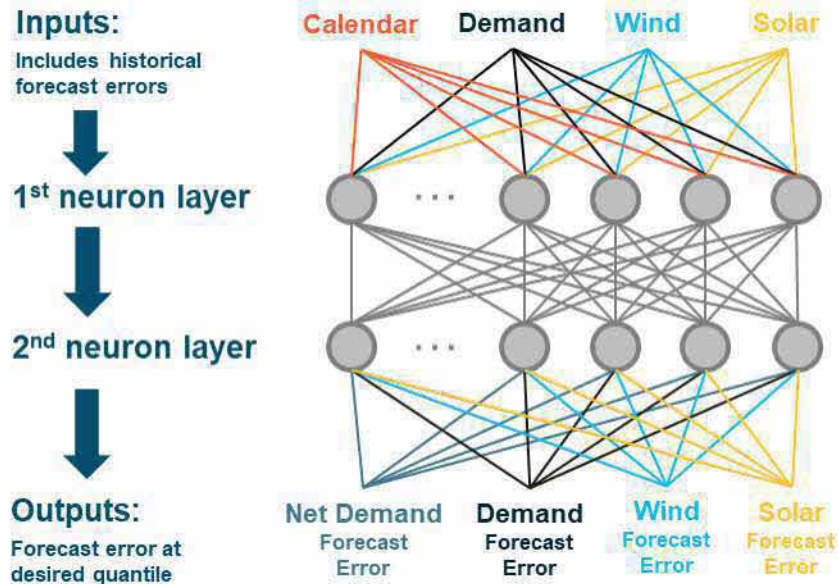 Inputs:
Includes historical
forecast errors
Calendar Demand Wind Solar
1st neuron layer
...
2nd neuron layer
...
Outputs:
Forecast error at
desired quantile
Net Demand
Forecast
Error
Demand
Forecast
Error
Wind
Forecast
Error
Solar
Forecast
Error